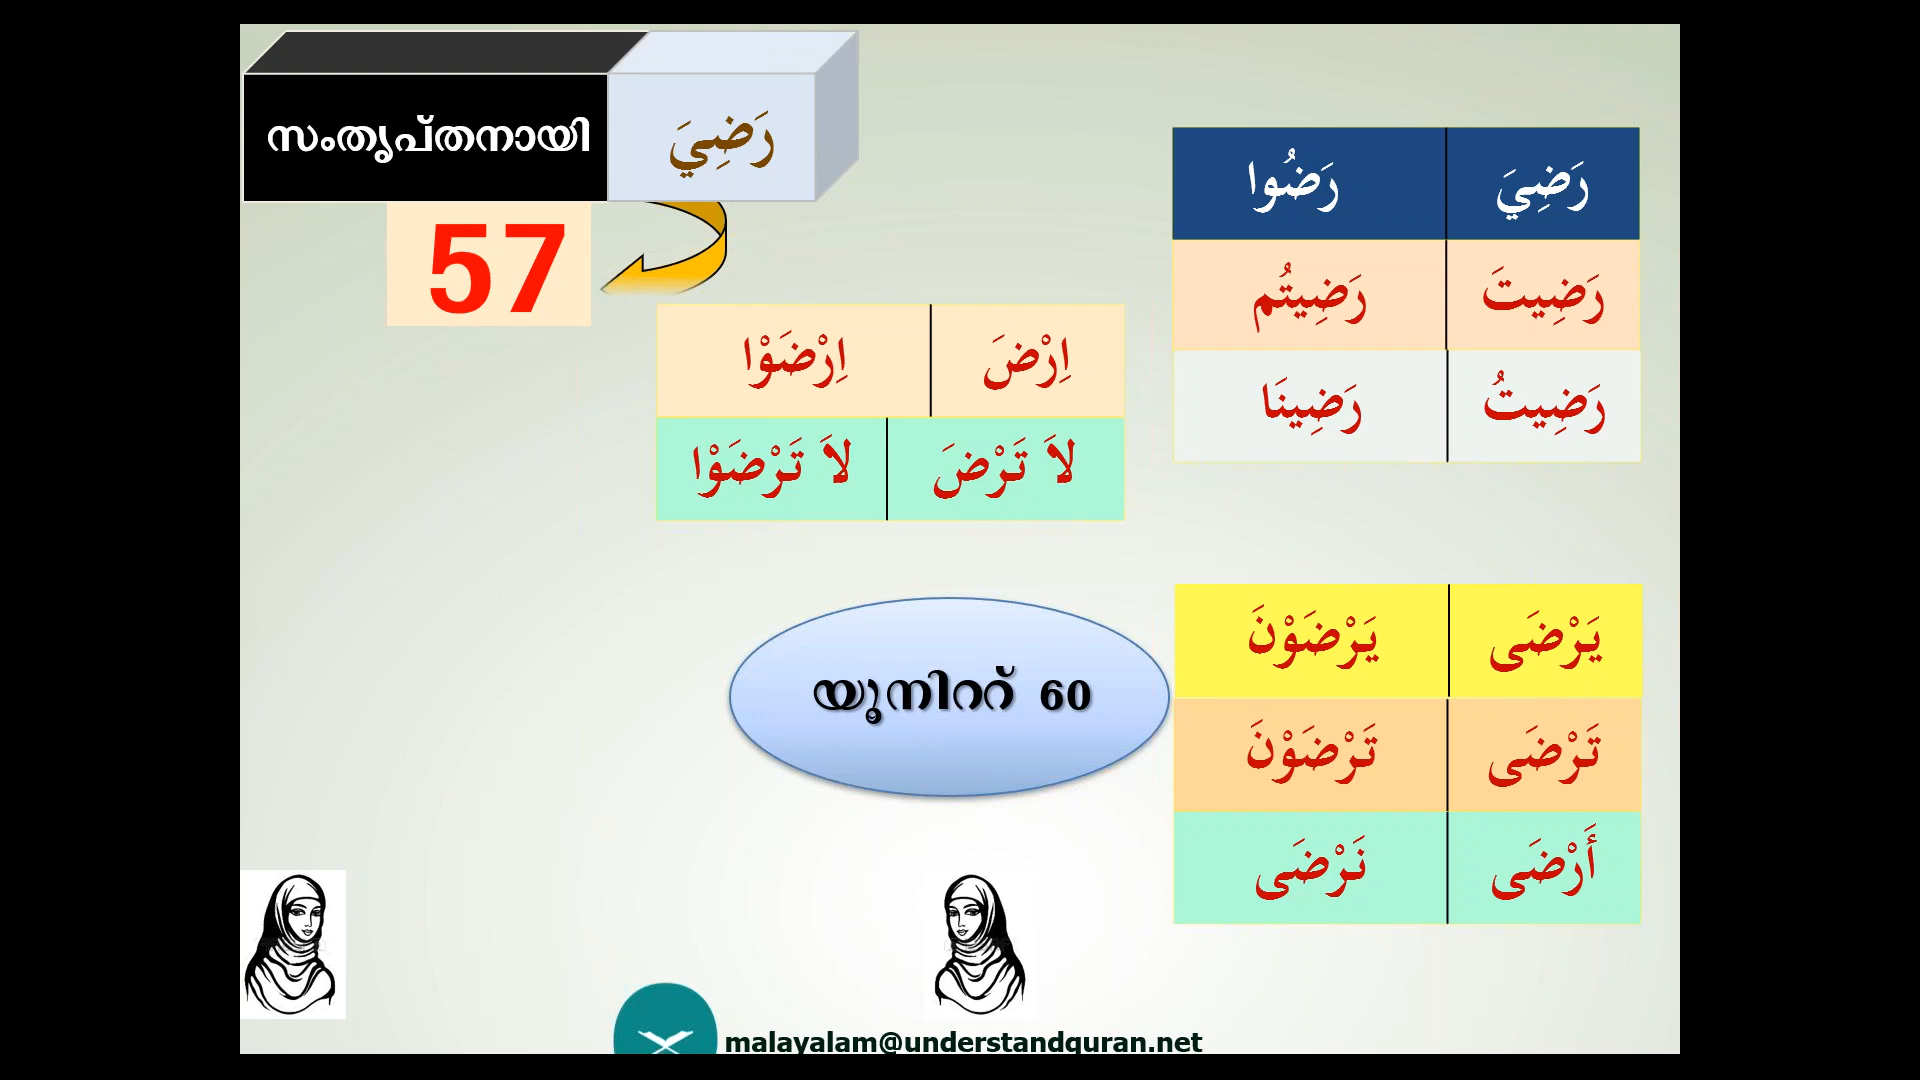 സംതൃപ്തനായി رَضِيَ
57
رَضِيَ رَضُوا
رَضِيتَ رَضِيتُم
رَضِيتُ رَضِينَا
اِرْضَ اِرْضَوْا
لاَ تَرْضَ لاَ تَرْضَوْا
യൂനിററ് 60
يَرْضَى يَرْضَوْنَ
تَرْضَى تَرْضَوْنَ
أَرْضَى نَرْضَى
malayalam@understandquran.net